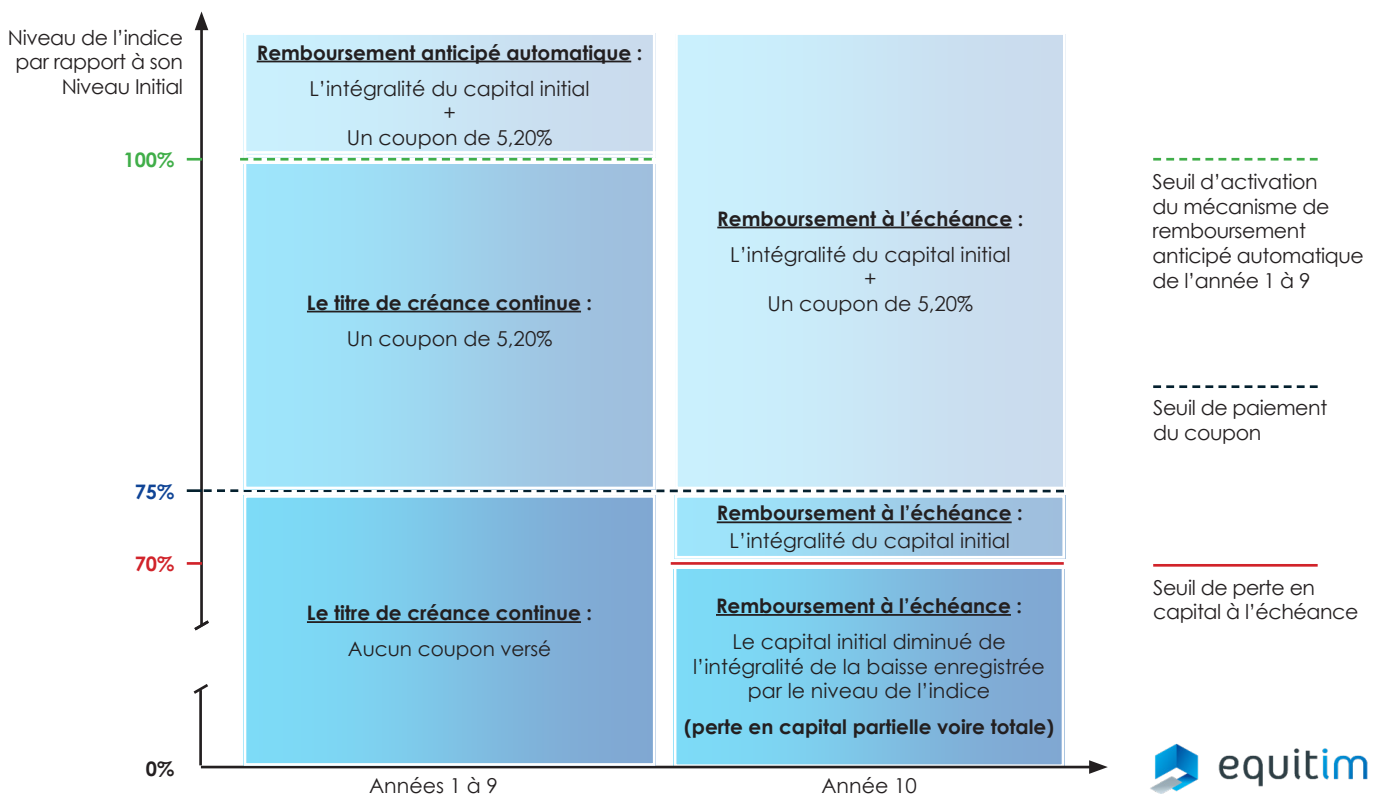 Niveau de l'indice
par rapport à son
Niveau Initial
100%
75%
70%
0%
Remboursement anticipé automatique :
L'intégralité du capital initial
+
Un coupon de 5,20%
Le titre de créance continue :
Un coupon de 5,20%
Le titre de créance continue :
Aucun coupon versé
Années 1 à 9
Remboursement à l'échéance :
L'intégralité du capital initial
+
Un coupon de 5,20%
Remboursement à l'échéance :
L'intégralité du capital initial
Remboursement à l'échéance :
Le capital initial diminué de
l'intégralité de la baisse enregistrée
par le niveau de l'indice
(perte en capital partielle voire totale)
Année 10
Seuil d'activation
du mécanisme de
remboursement
anticipé automatique
de l'année 1 à 9
Seuil de paiement
du coupon
Seuil de perte en
capital à l'échéance
equitim